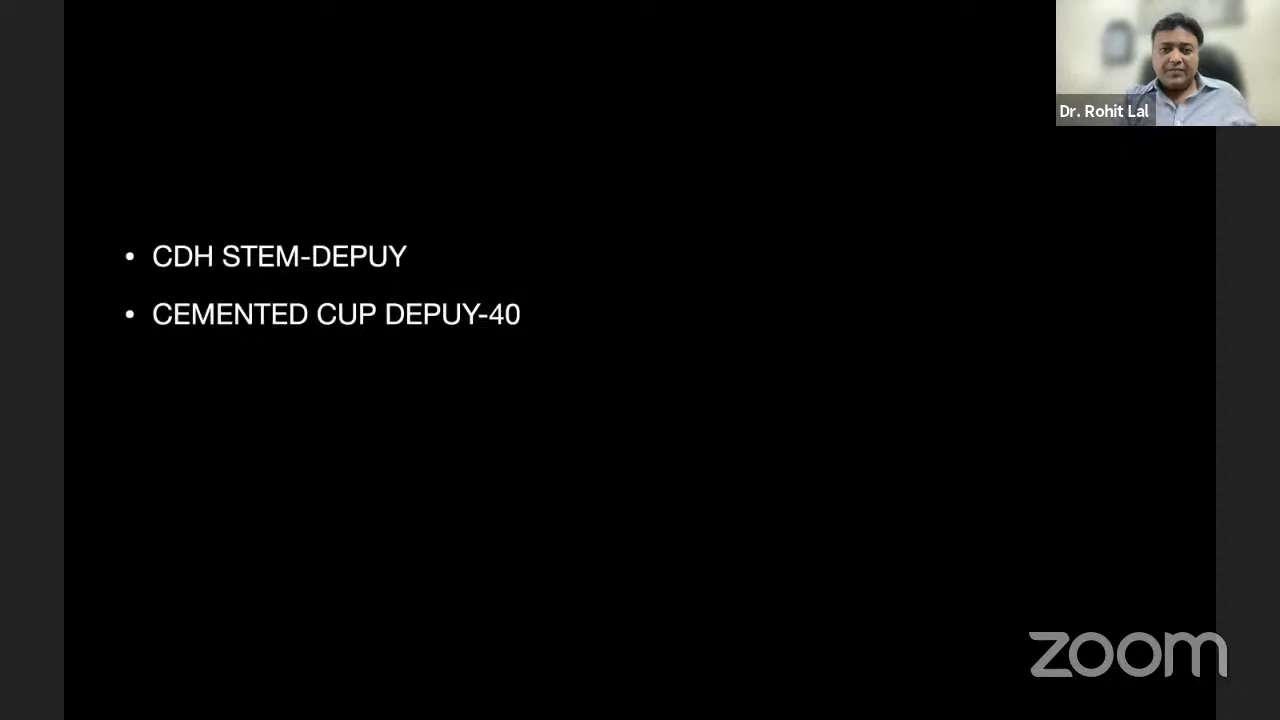 Dr. Rohit Lal
• CDH STEM-DEPUY
• CEMENTED CUP DEPUY-40
zoom